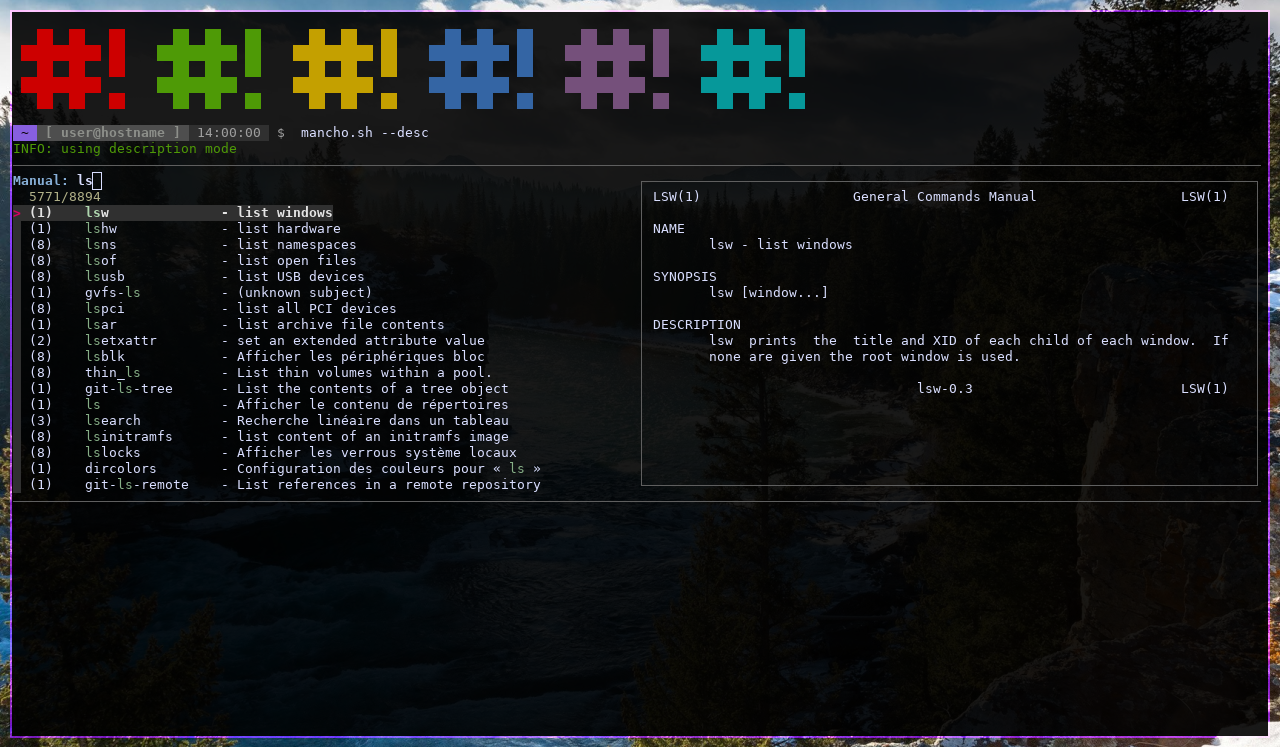 #! #! #! #! #! #!
~ [ user@hostname ] 14:00:00 $ mancho.sh --desc
INFO: using description mode
Manual: ls
5771/8894
> (1) lsw - list windows
(1) lshw - list hardware
(8) lsns - list namespaces
(8) lsof - list open files
(8) lsusb - list USB devices
(1) gvfs-ls - (unknown subject)
(8) lspci - list all PCI devices
(1) lsar - list archive file contents
(2) lsetxattr - set an extended attribute value
(8) lsblk - Afficher les périphériques bloc
(8) thin_ls - List thin volumes within a pool.
(1) git-ls-tree - List the contents of a tree object
(1) ls - Afficher le contenu de répertoires
(3) lsearch - Recherche linéaire dans un tableau
(8) lsinitramfs - list content of an initramfs image
(8) lslocks - Afficher les verrous système locaux
(1) dircolors - Configuration des couleurs pour « ls »
(1) git-ls-remote - List references in a remote repository
LSW(1) General Commands Manual LSW(1)
NAME
lsw - list windows
SYNOPSIS
lsw [window...]
DESCRIPTION
lsw prints the title and XID of each child of each window. If
none are given the root window is used.
lsw-0.3 LSW(1)